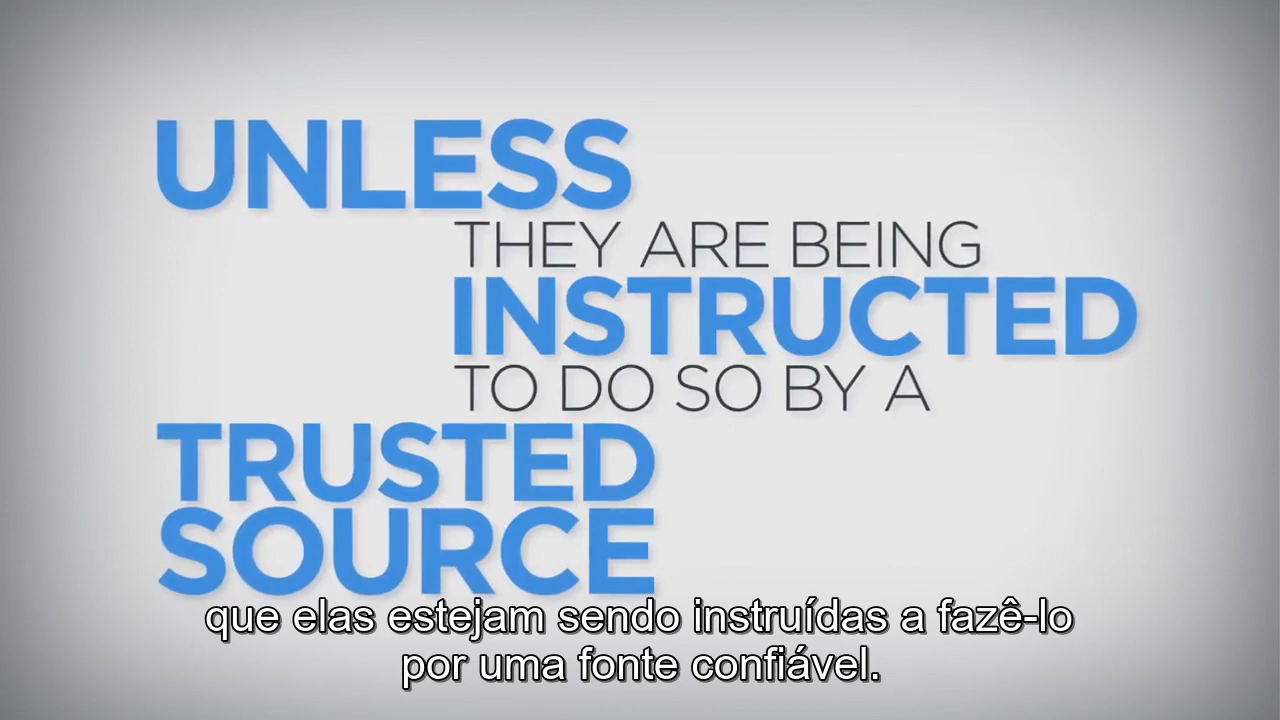 UNLESS
THEY ARE BEING
INSTRUCTED
TO DO SO BY A
TRUSTED
SOURCE
que elas estejam sendo instruídas a fazê-lo
por uma fonte confiável.